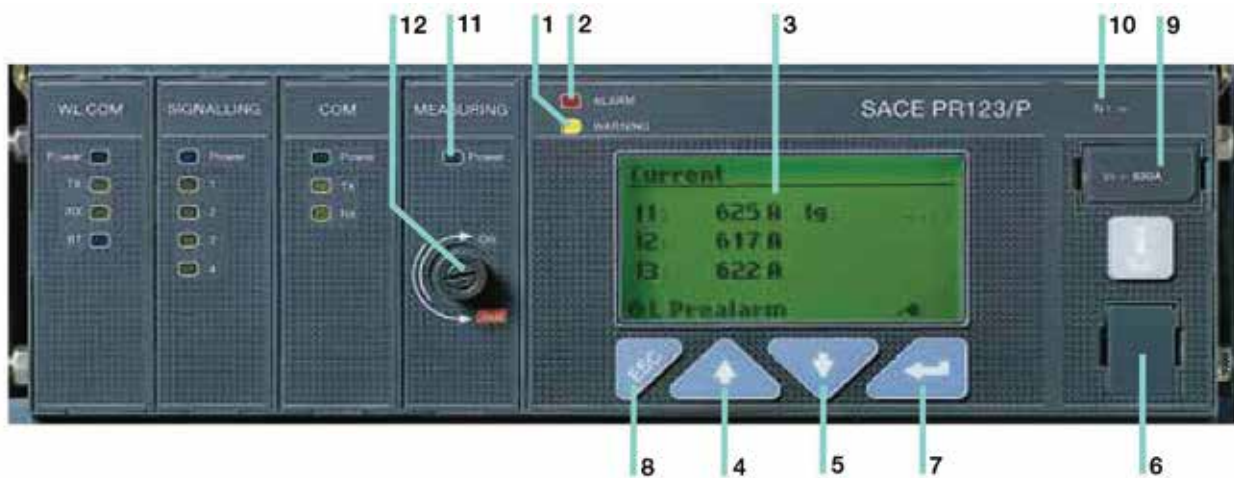 12 11 1 2 3 10 9
WL.COM SIGNALLING COM MEASURING
ALARM
WARNING
SACE PR123/P
Power Power Power Power
TX 1 TX
RX 2 Rx
BT 3
4
ON
Current
I1: 625 A Ig
I2: 617 A
I3: 622 A
L Prealarm
ESC
8 4 5 7 6